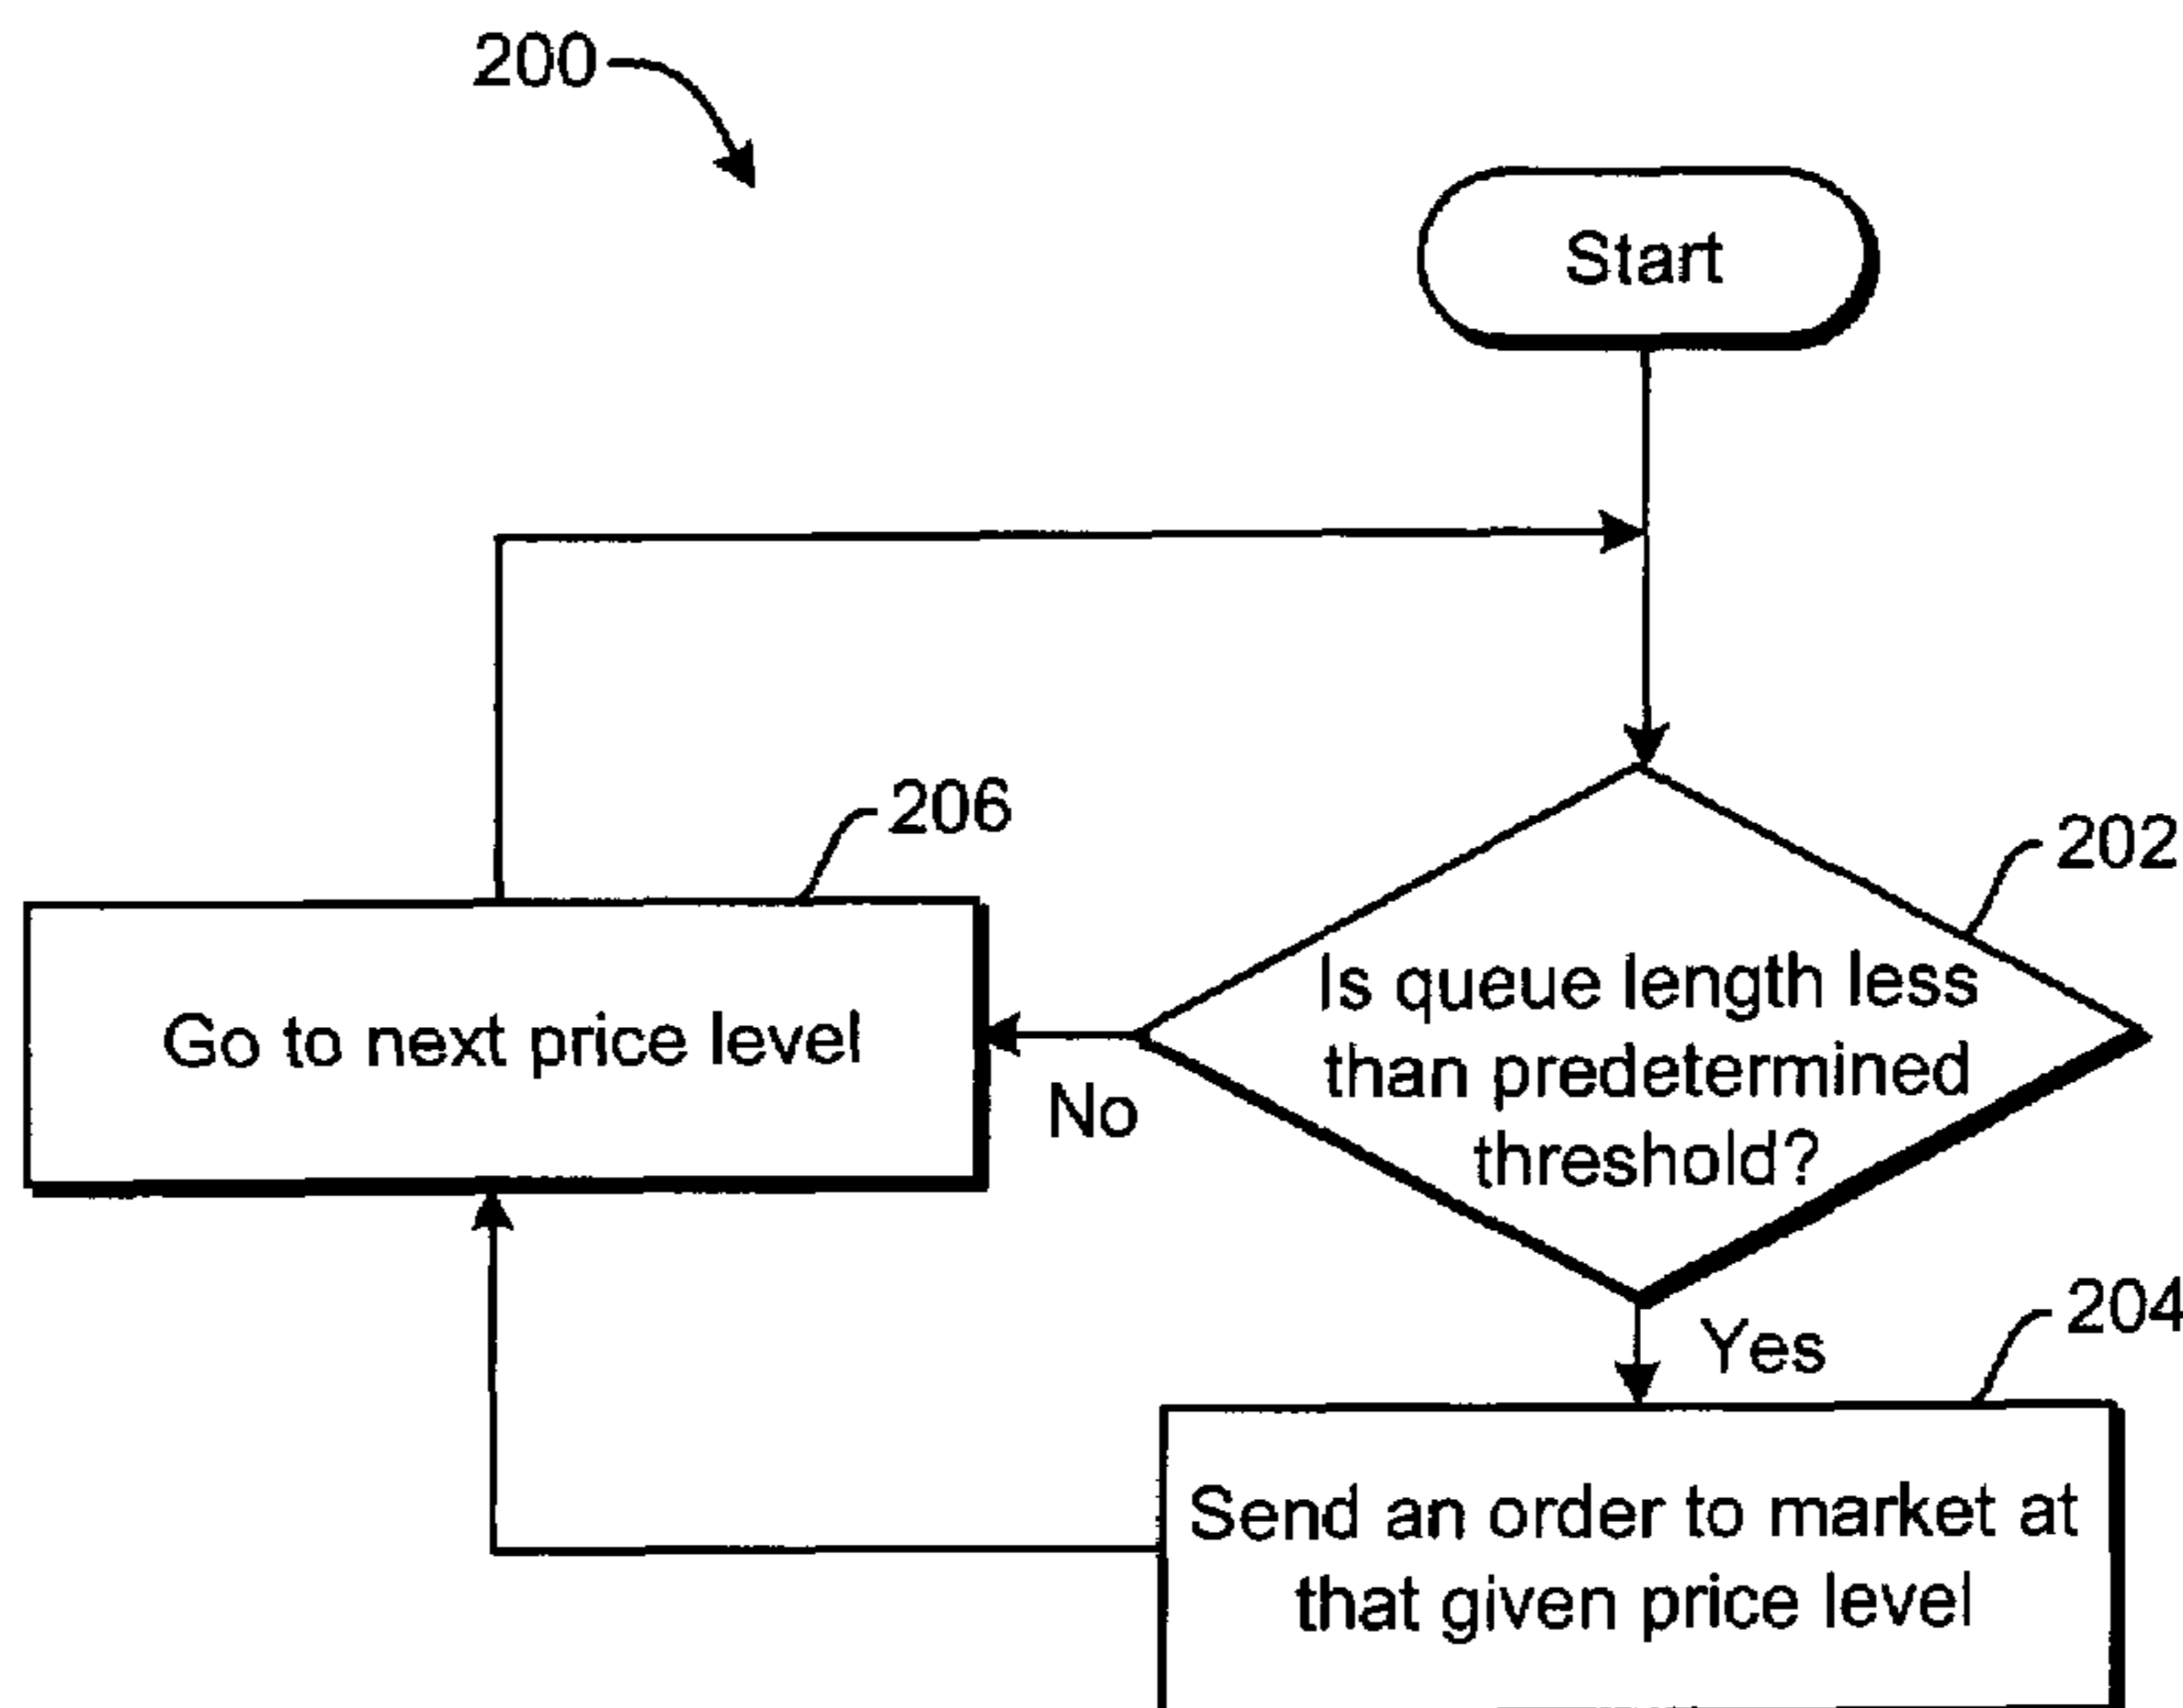 200
Start
206
202
Is queue length less
than predetermined
threshold?
Go to next price level
No
Yes
204
Send an order to market at
that given price level